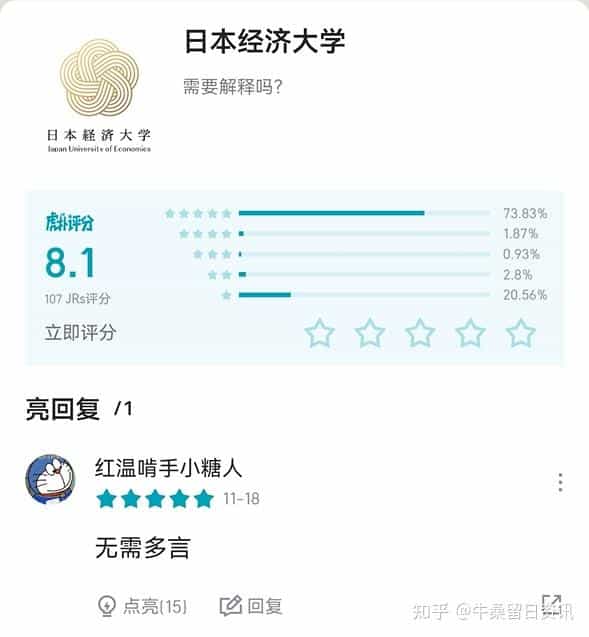 日本经济大学
需要解释吗？
日本経済大学
Japan University of Economics
虎扑评分
8.1
107 JRs评分
73.83%
1.87%
0.93%
2.8%
20.56%
立即评分
亮回复 /1
红温啃手小糖人
11-18
无需多言
点亮(15) 回复
知乎 @牛桑留日资讯